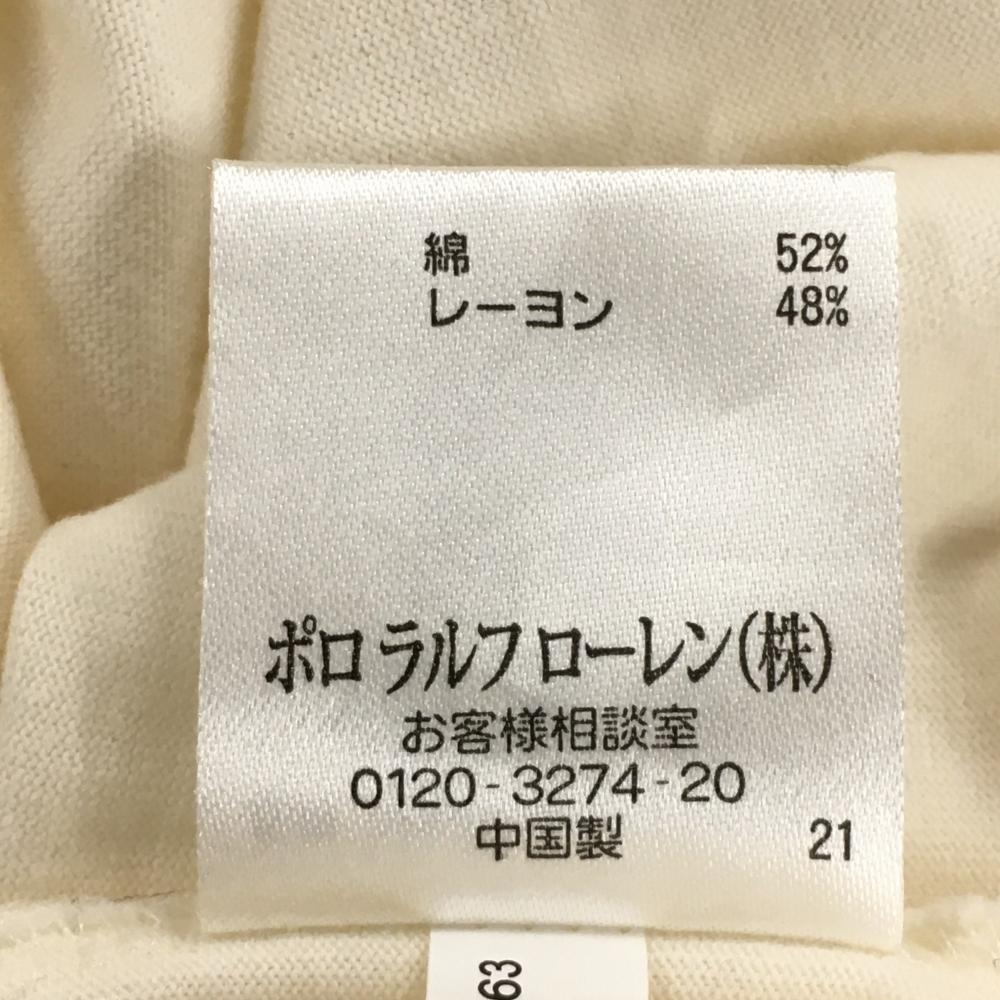 綿 52%
レーヨン 48%
ポロ ラルフ ローレン(株)
お客様相談室
0120-3274-20
中国製 21
63